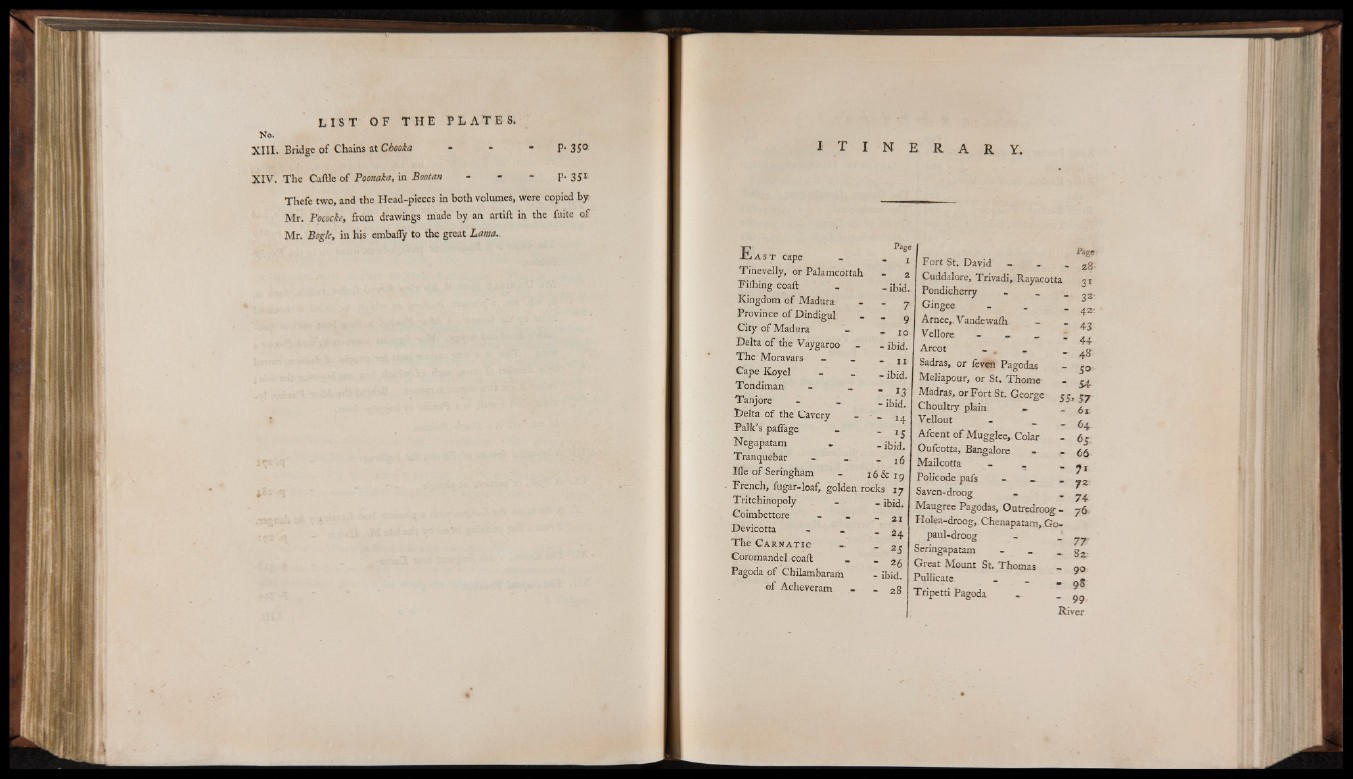 LIST OF THE PLATES.
No.
XIII. Bridge of Chains at Chooka - - - p. 350
XIV. The Caſtle of Poonaka, in Bootan - - - p. 351
Theſe two, and the Head-pieces in both volumes, were copied by
Mr. Pococke, from drawings made by an artiſt in the ſuite of
Mr. Bogle, in his embaſſy to the great Lama.
ITINERARY.
Page
EAST cape - - 1
Tinevelly, or Palamcottah - 2
Fiſhing coaſt - - ibid.
Kingdom of Madura - - 7
Province of Dindigul - - 9
City of Madura - - 10
Delta of the Vaygaroo - - ibid.
The Moravars - - - 11
Cape Koyel - - - ibid.
Tondiman - - - 13
Tanjore - - - ibid.
Delta of the Cavery - - 14
Palk's paſſage - - 15
Negapatam - - ibid.
Tranquebar - - - 16
Iſle of Seringham - 16 & 19
French, ſugar-loaf, golden rocks 17
Tritchinopoly - - ibid.
Coimbettore - - - 21
Devicotta - - - 24
The CARNATIC - - 25
Coromandel coaſt - - 26
Pagoda of Chilambaram - ibid.
of Acheveram - - 28
Page
Fort St. David - - - 28
Cuddalore, Trivadi, Rayacotta 31
Pondicherry - - - 32
Gingee - - - 42
Arnee, Vandewaſh - - 43
Vellore - - - - 44
Arcot - - - 48
Sadras, or ſeven Pagodas - 50
Meliapour, or St. Thome - 54
Madras, or Fort St. George 55, 57
Choultry plain - - 61
Vellout - - - 64
Aſcent of Mugglee, Colar - 65
Ouſcotta, Bangalore - - 66
Mailcotta - - - 71
Policode paſs - - - 72
Saven-droog - - 74
Maugree Pagodas, Outredroog - 76
Holea-droog, Chenapatam, Go-
paul-droog - - 77
Seringapatam - - - 82
Great Mount St. Thomas - 90
Pullicate - - - 98
Tripetti Pagoda - - 99
River